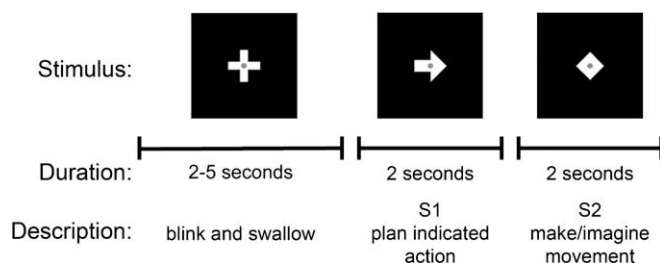 Stimulus:
Duration: 2-5 seconds 2 seconds 2 seconds
S1 S2
Description: blink and swallow plan indicated make/imagine
action movement